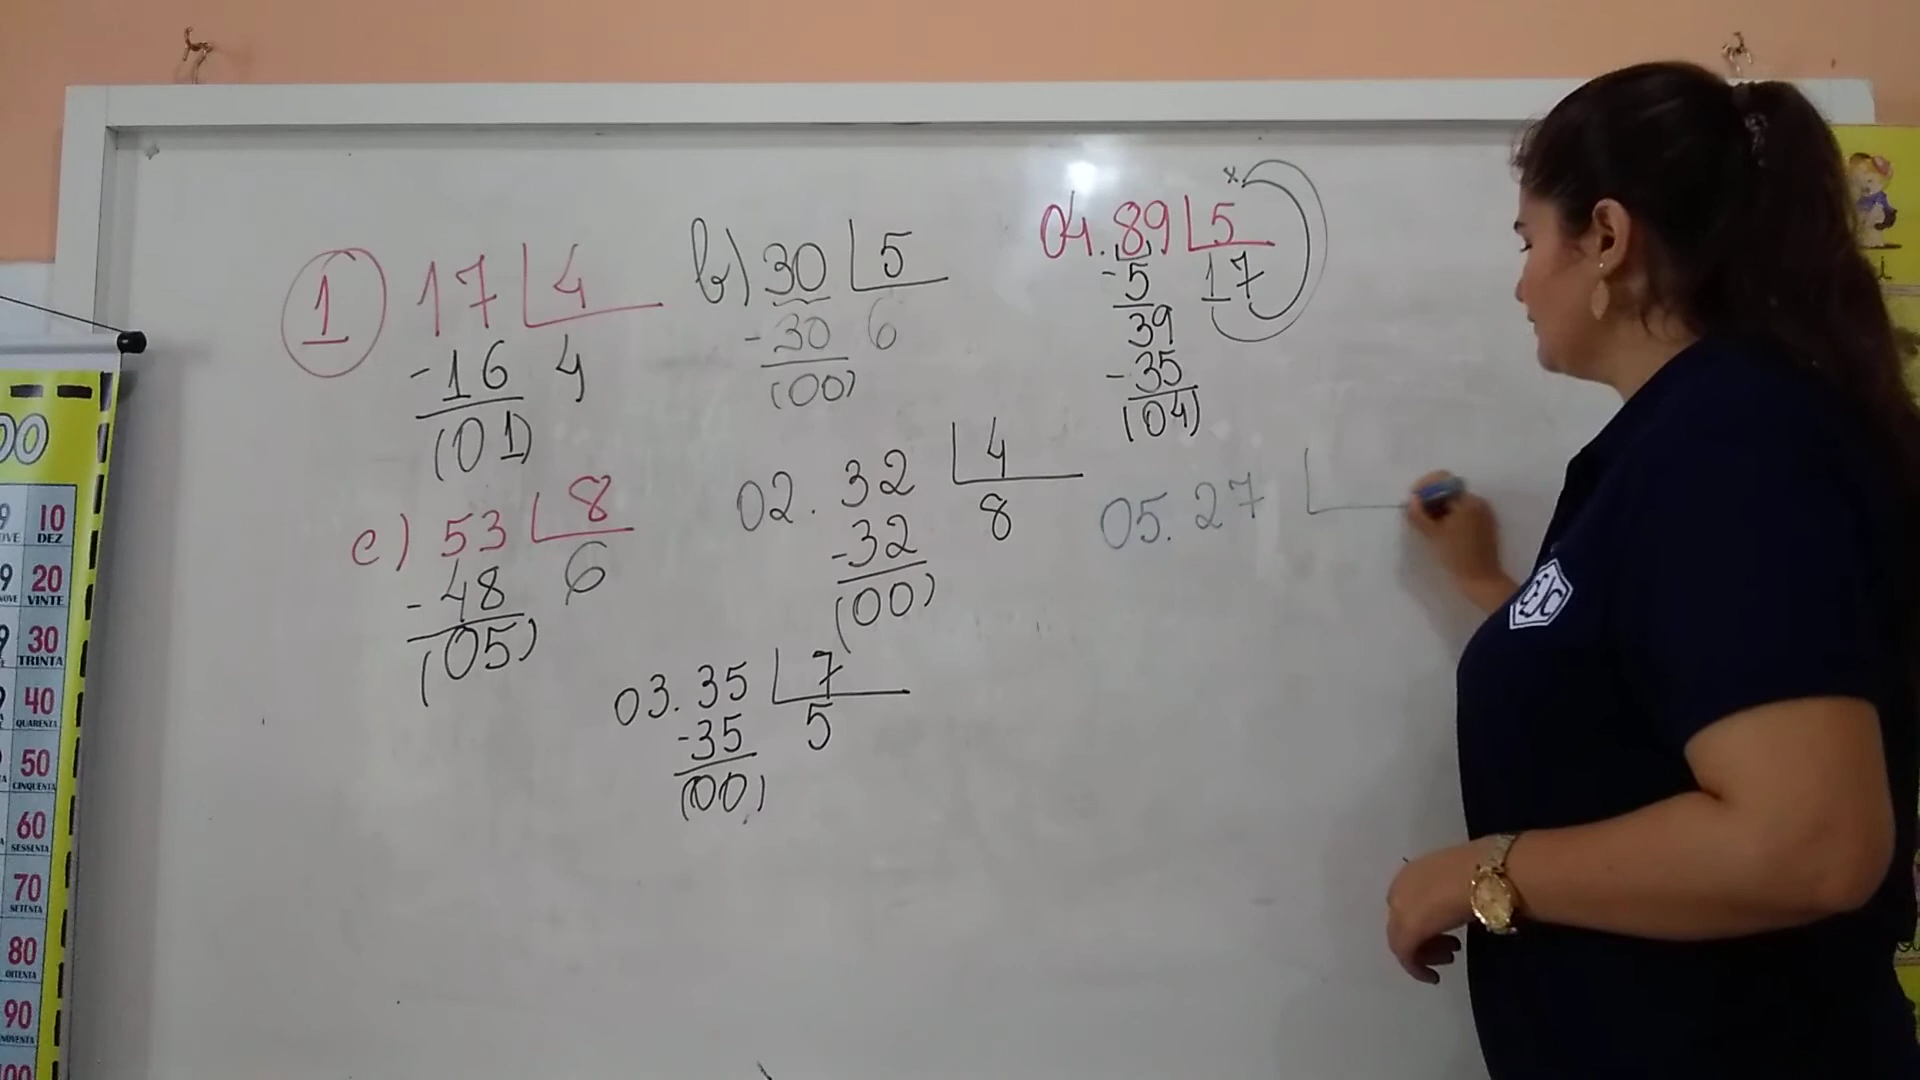 1 17 4
-16 4
(01)
b) 30 5
-30 6
(00)
04. 89 5
-5 17
39
-35
(04)
×
c) 53 8
-48 6
(05)
02. 32 4
-32 8
(00)
03. 35 7
-35 5
(00)
05. 27
00
10
DEZ
20
VINTE
30
TRINTA
40
QUARENTA
50
CINQUENTA
60
SESSENTA
70
SETENTA
80
OITENTA
90
NOVENTA
100